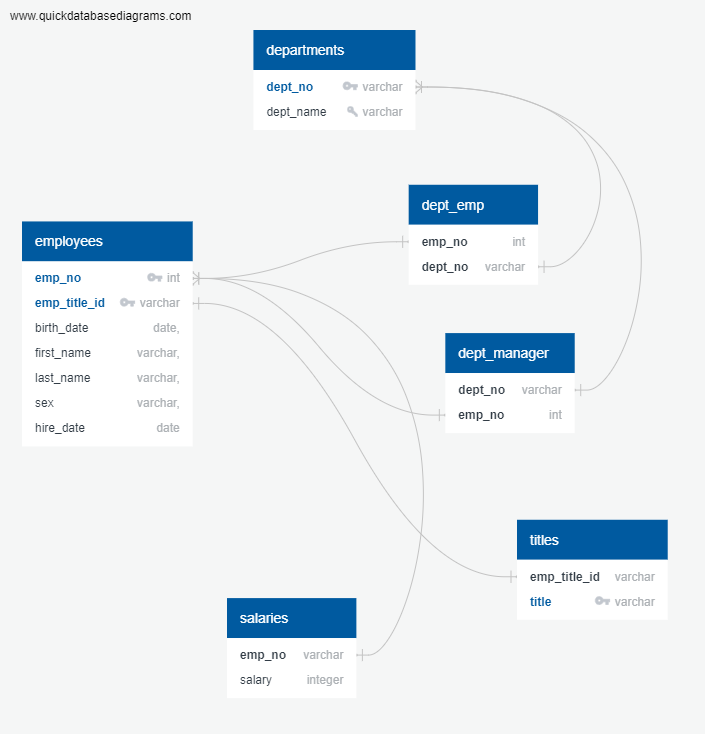 www.quickdatabasediagrams.com
departments
dept_no varchar
dept_name varchar
dept_emp
emp_no int
dept_no varchar
employees
emp_no int
emp_title_id varchar
birth_date date,
first_name varchar,
last_name varchar,
sex varchar,
hire_date date
dept_manager
dept_no varchar
emp_no int
titles
emp_title_id varchar
title varchar
salaries
emp_no varchar
salary integer